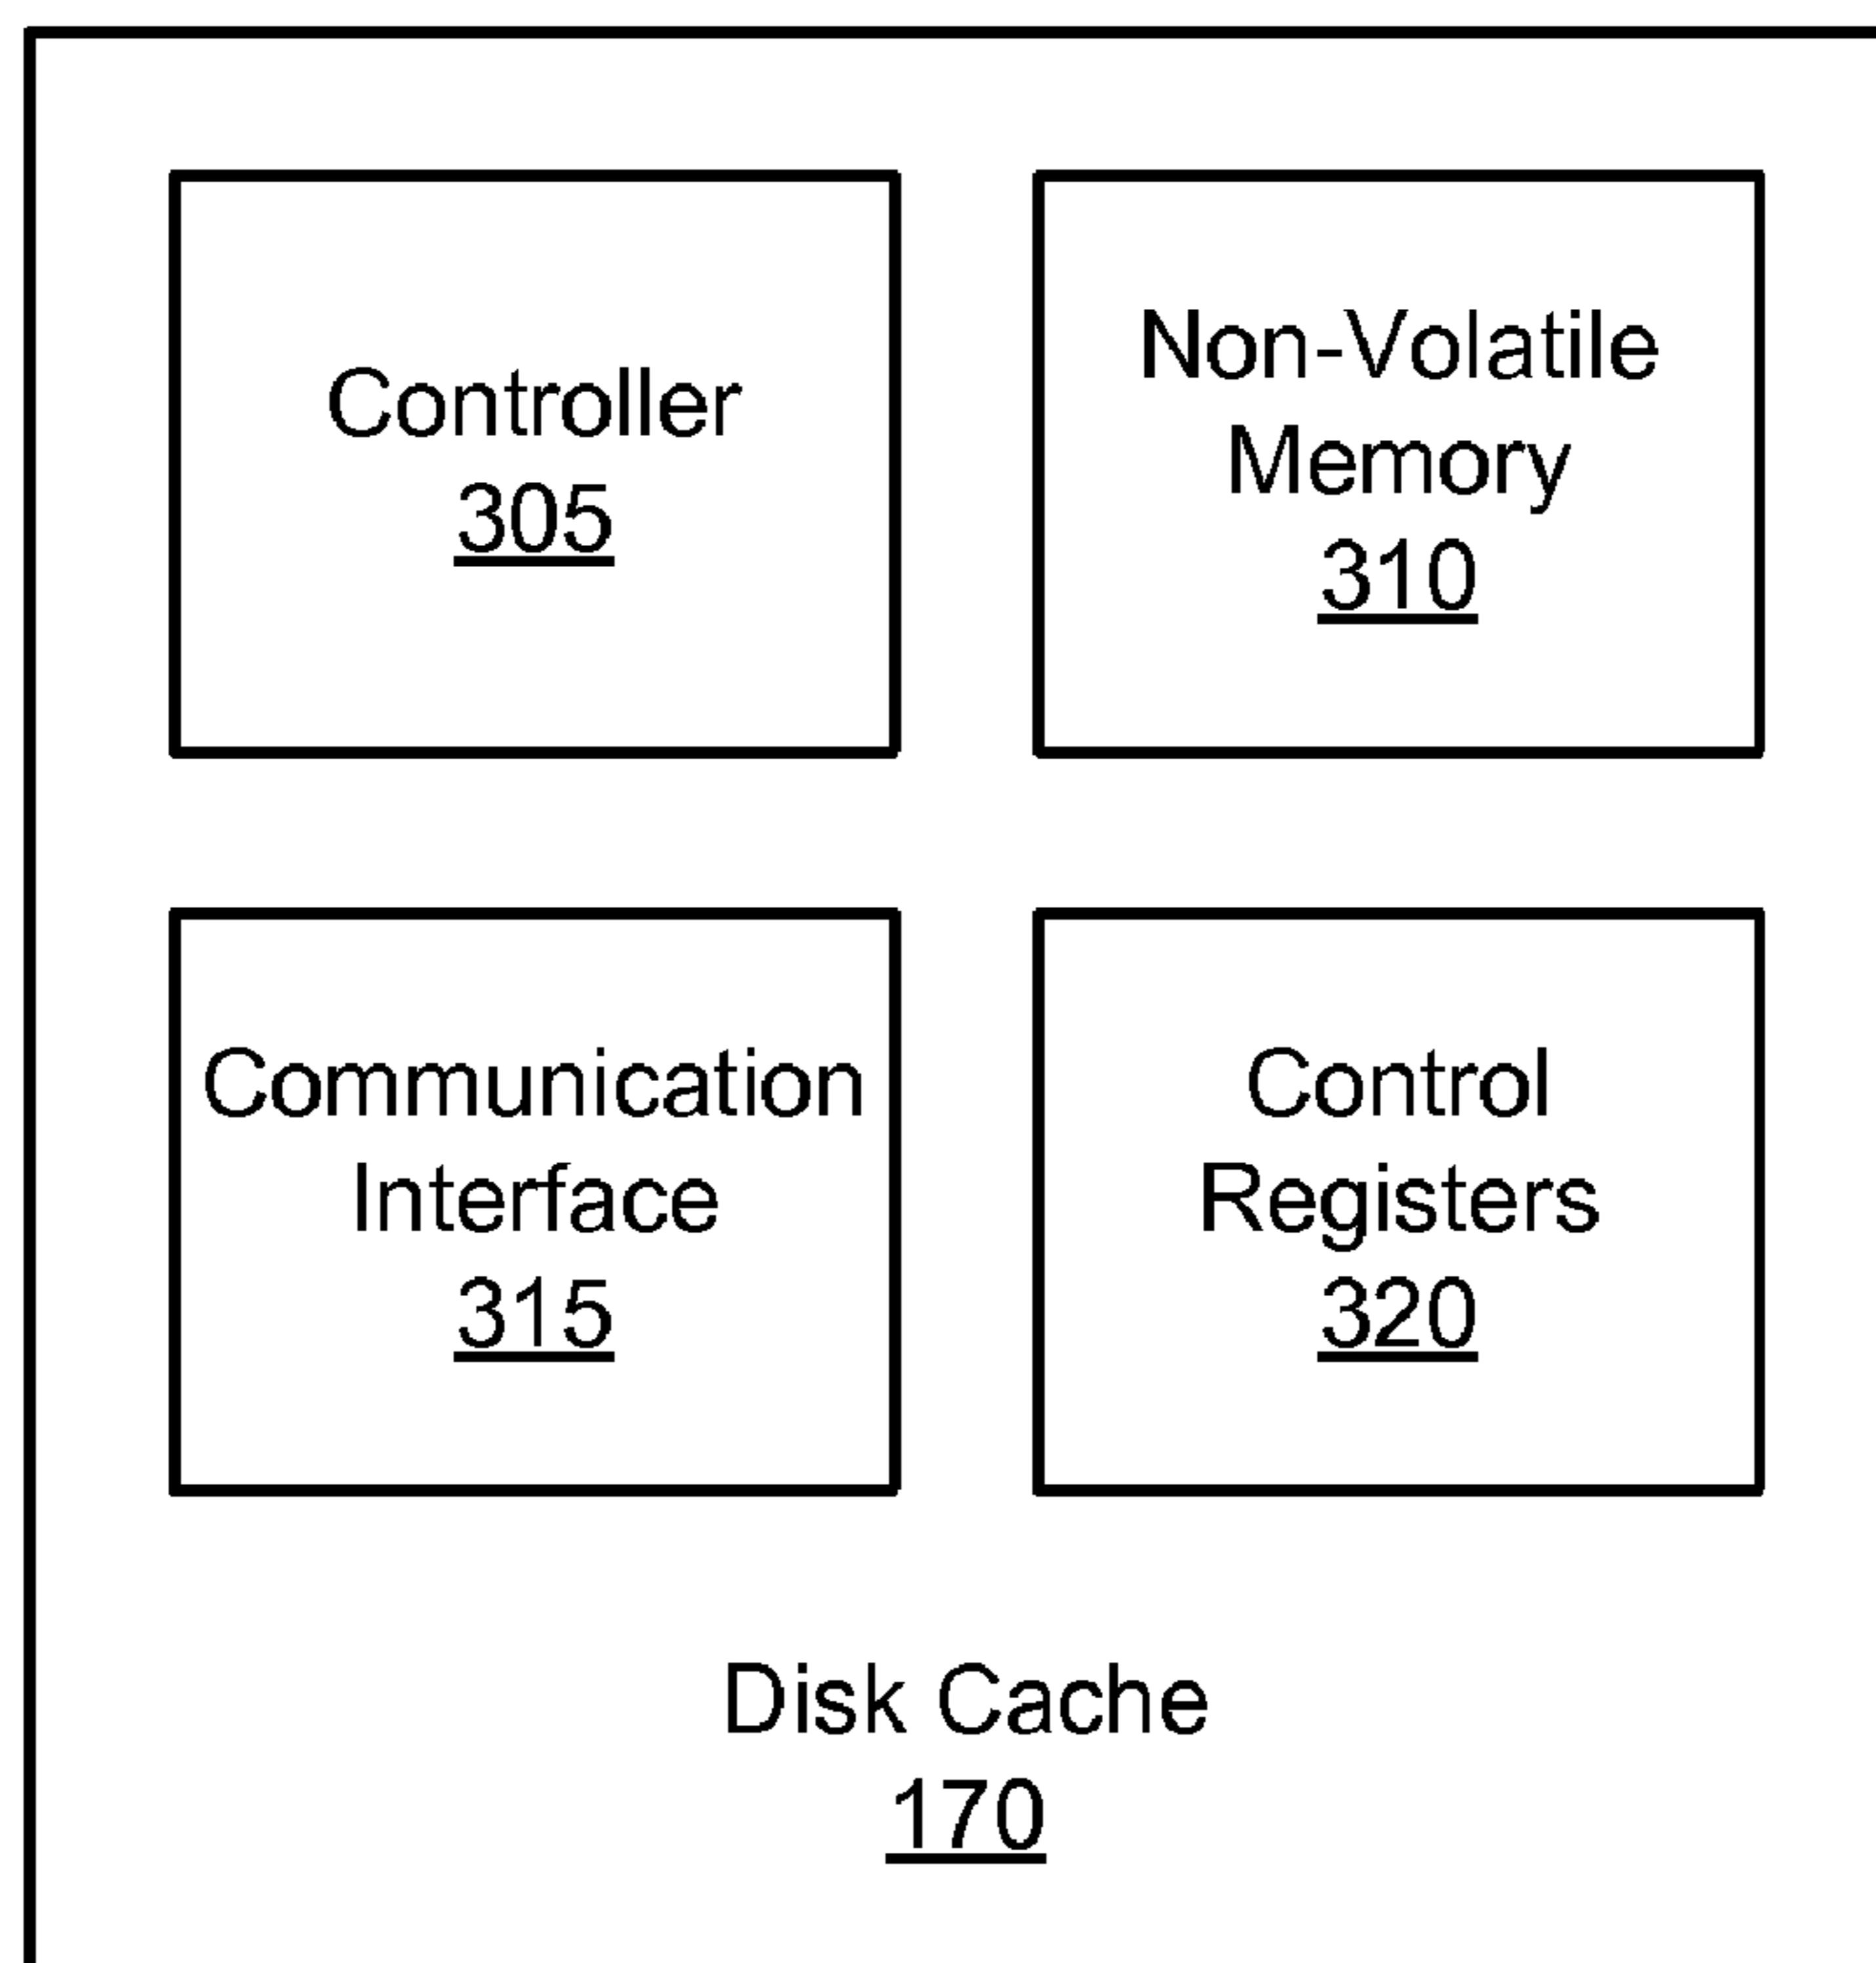 Controller
305
Non-Volatile
Memory
310
Communication
Interface
315
Control
Registers
320
Disk Cache
170